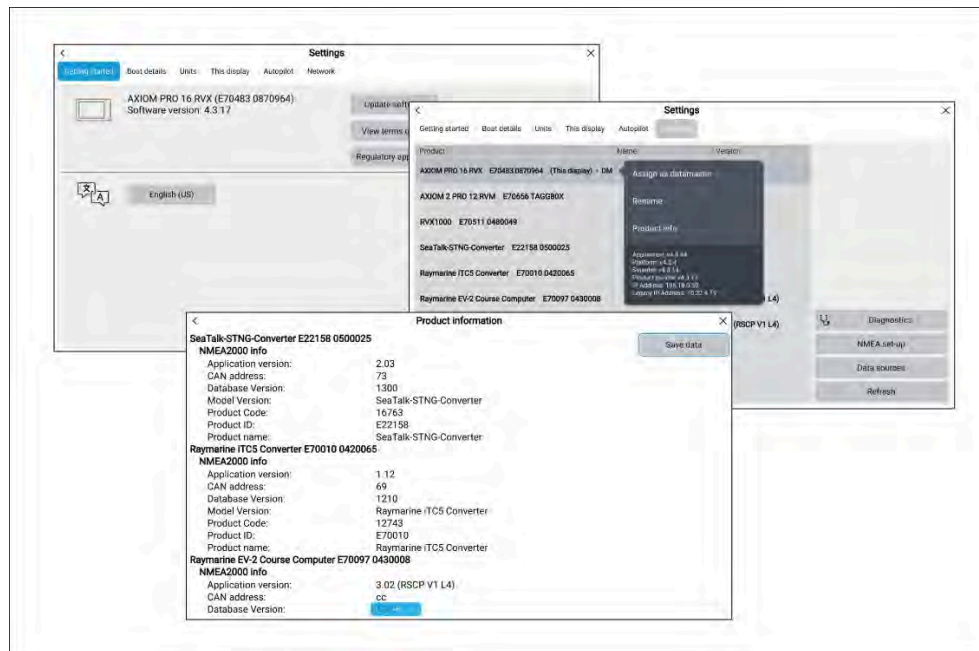 Settings
Getting started Boat details Units This display Autopilot Network
AXIOM PRO 16 RVX (E70483 0870964)
Software version: 4.3.17
Update soft
View terms o
Regulatory app
English (US)
Settings
Getting started Boat details Units This display Autopilot
Product Name Version
AXIOM PRO 16 RVX E70483 0870964 (This display) - DM
Assign as datamaster
Rename
Product info
AXIOM 2 PRO 12 RVM E70656 TAGG80X
RVX1000 E70511 0480049
SeaTalk-STNG-Converter E22158 0500025
Raymarine iTC5 Converter E70010 0420065
Raymarine EV-2 Course Computer E70097 0430008
L4)
(RSCP V1 L4)
Diagnostics
NMEA set-up
Data sources
Refresh
Product information
SeaTalk-STNG-Converter E22158 0500025
Save data
NMEA2000 info
Application version: 2.03
CAN address: 73
Database Version: 1300
Model Version: SeaTalk-STNG-Converter
Product Code: 16763
Product ID: E22158
Product name: SeaTalk-STNG-Converter
Raymarine iTC5 Converter E70010 0420065
NMEA2000 info
Application version: 1.12
CAN address: 69
Database Version: 1210
Model Version: Raymarine iTC5 Converter
Product Code: 12743
Product ID: E70010
Product name: Raymarine iTC5 Converter
Raymarine EV-2 Course Computer E70097 0430008
NMEA2000 info
Application version: 3.02 (RSCP V1 L4)
CAN address: cc
Database Version: